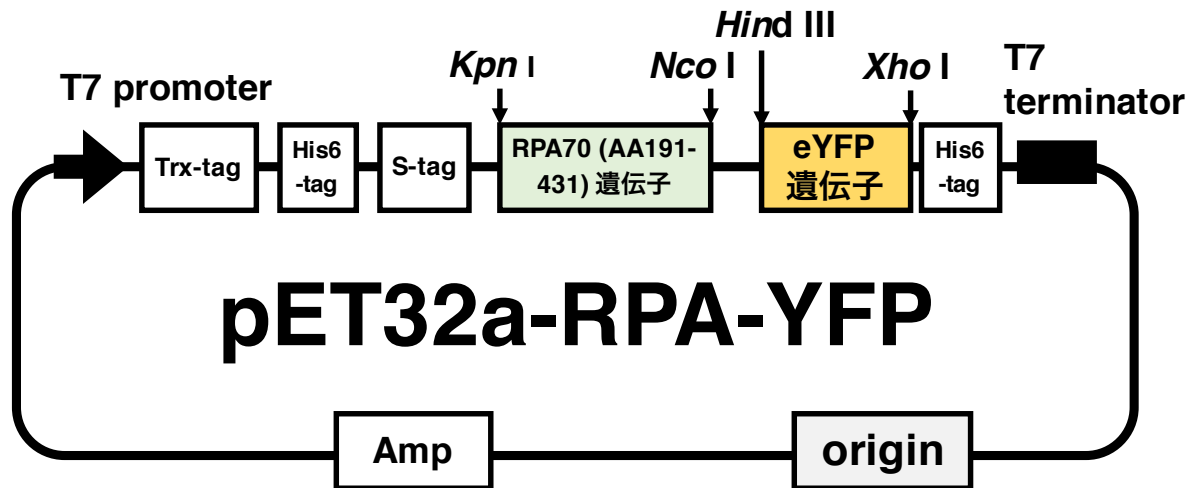 Hind III
Kpn I
Nco I
Xho I
T7
terminator
T7 promoter
Trx-tag
His6
-tag
S-tag
RPA70 (AA191-
431) 遺伝子
eYFP
遺伝子
His6
-tag
pET32a-RPA-YFP
Amp
origin